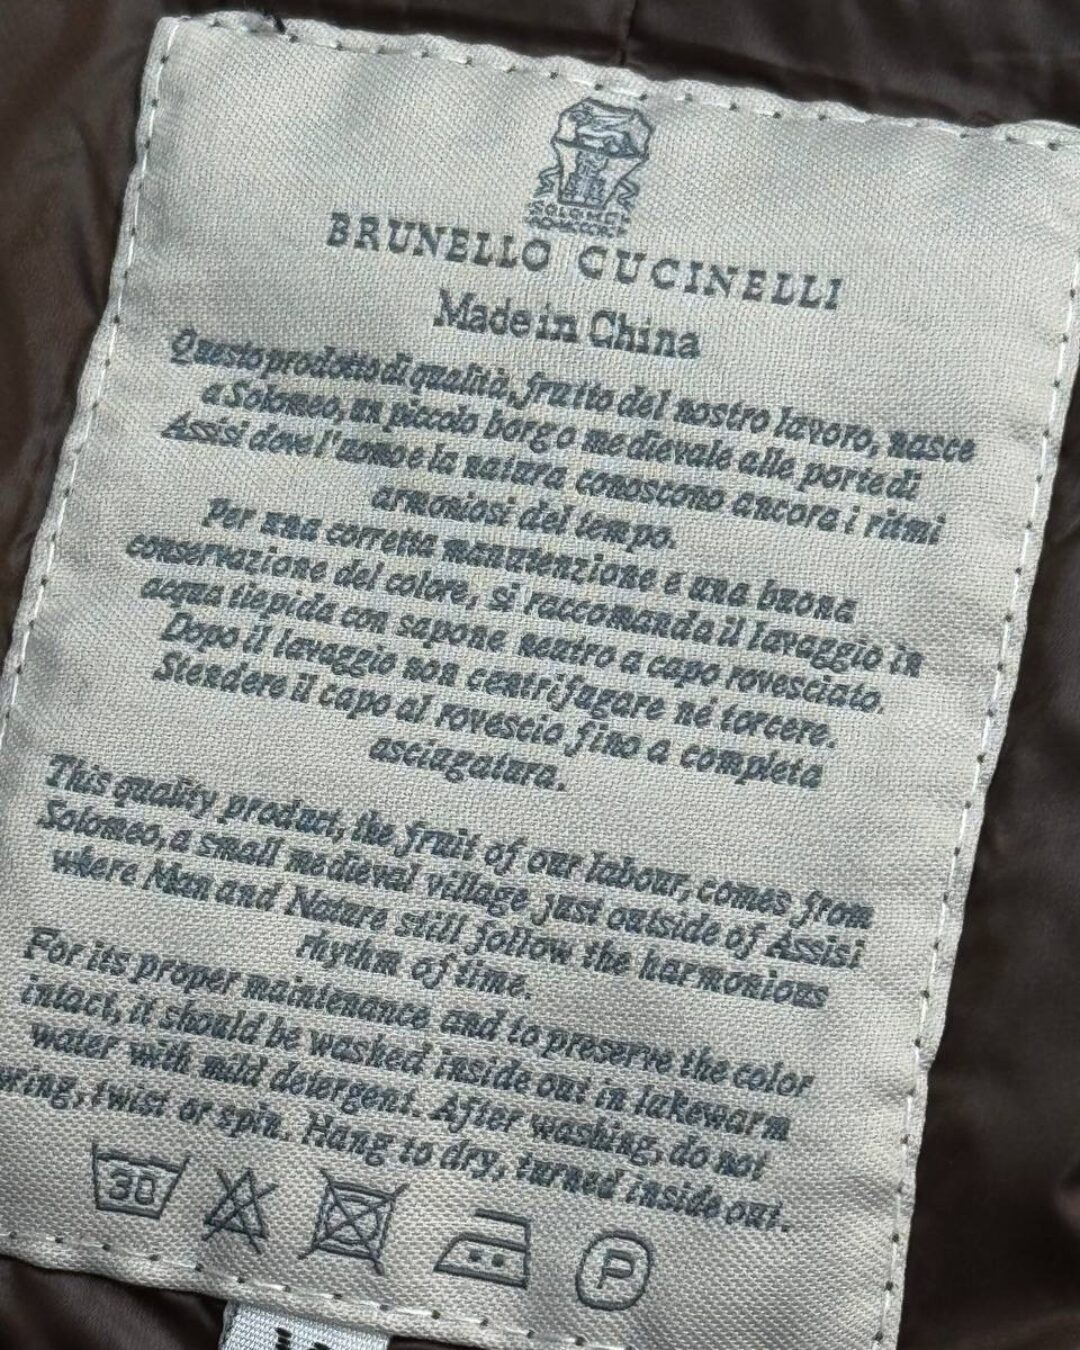 SOLOMEO
BRUNELLO CUCINELLI
Made in China
Questo prodotto di qualità, frutto del nostro lavoro, nasce
a Solomeo, un piccolo borgo medievale alle porte di
Assisi dove l'uomo e la natura conoscono ancora i ritmi
armoniosi del tempo.
Per una corretta manutenzione e una buona
conservazione del colore, si raccomanda il lavaggio in
acqua tiepida con sapone neutro a capo rovesciato.
Dopo il lavaggio non centrifugare né torcere.
Stendere il capo al rovescio fino a completa
asciugatura.
This quality product, the fruit of our labour, comes from
Solomeo, a small medieval village just outside of Assisi
where Man and Nature still follow the harmonious
rhythm of time.
For its proper maintenance and to preserve the color
intact, it should be washed inside out in lukewarm
water with mild detergent. After washing, do not
wring, twist or spin. Hang to dry, turned inside out.
30 P